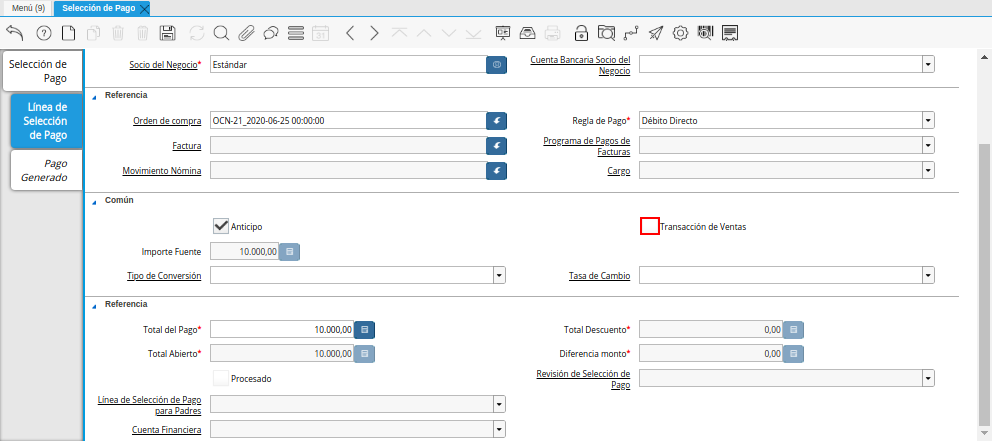 Menú (9) Selección de Pago
Selección de Pago
Línea de Selección de Pago
Pago Generado
Socio del Negocio* Estándar Cuenta Bancaria Socio del Negocio
Referencia
Orden de compra OCN-21_2020-06-25 00:00:00 Regla de Pago* Débito Directo
Factura Programa de Pagos de Facturas
Movimiento Nómina Cargo
Común
Anticipo Transacción de Ventas
Importe Fuente 10.000,00
Tipo de Conversión Tasa de Cambio
Referencia
Total del Pago* 10.000,00 Total Descuento* 0,00
Total Abierto* 10.000,00 Diferencia monto* 0,00
Procesado Revisión de Selección de Pago
Línea de Selección de Pago para Padres
Cuenta Financiera